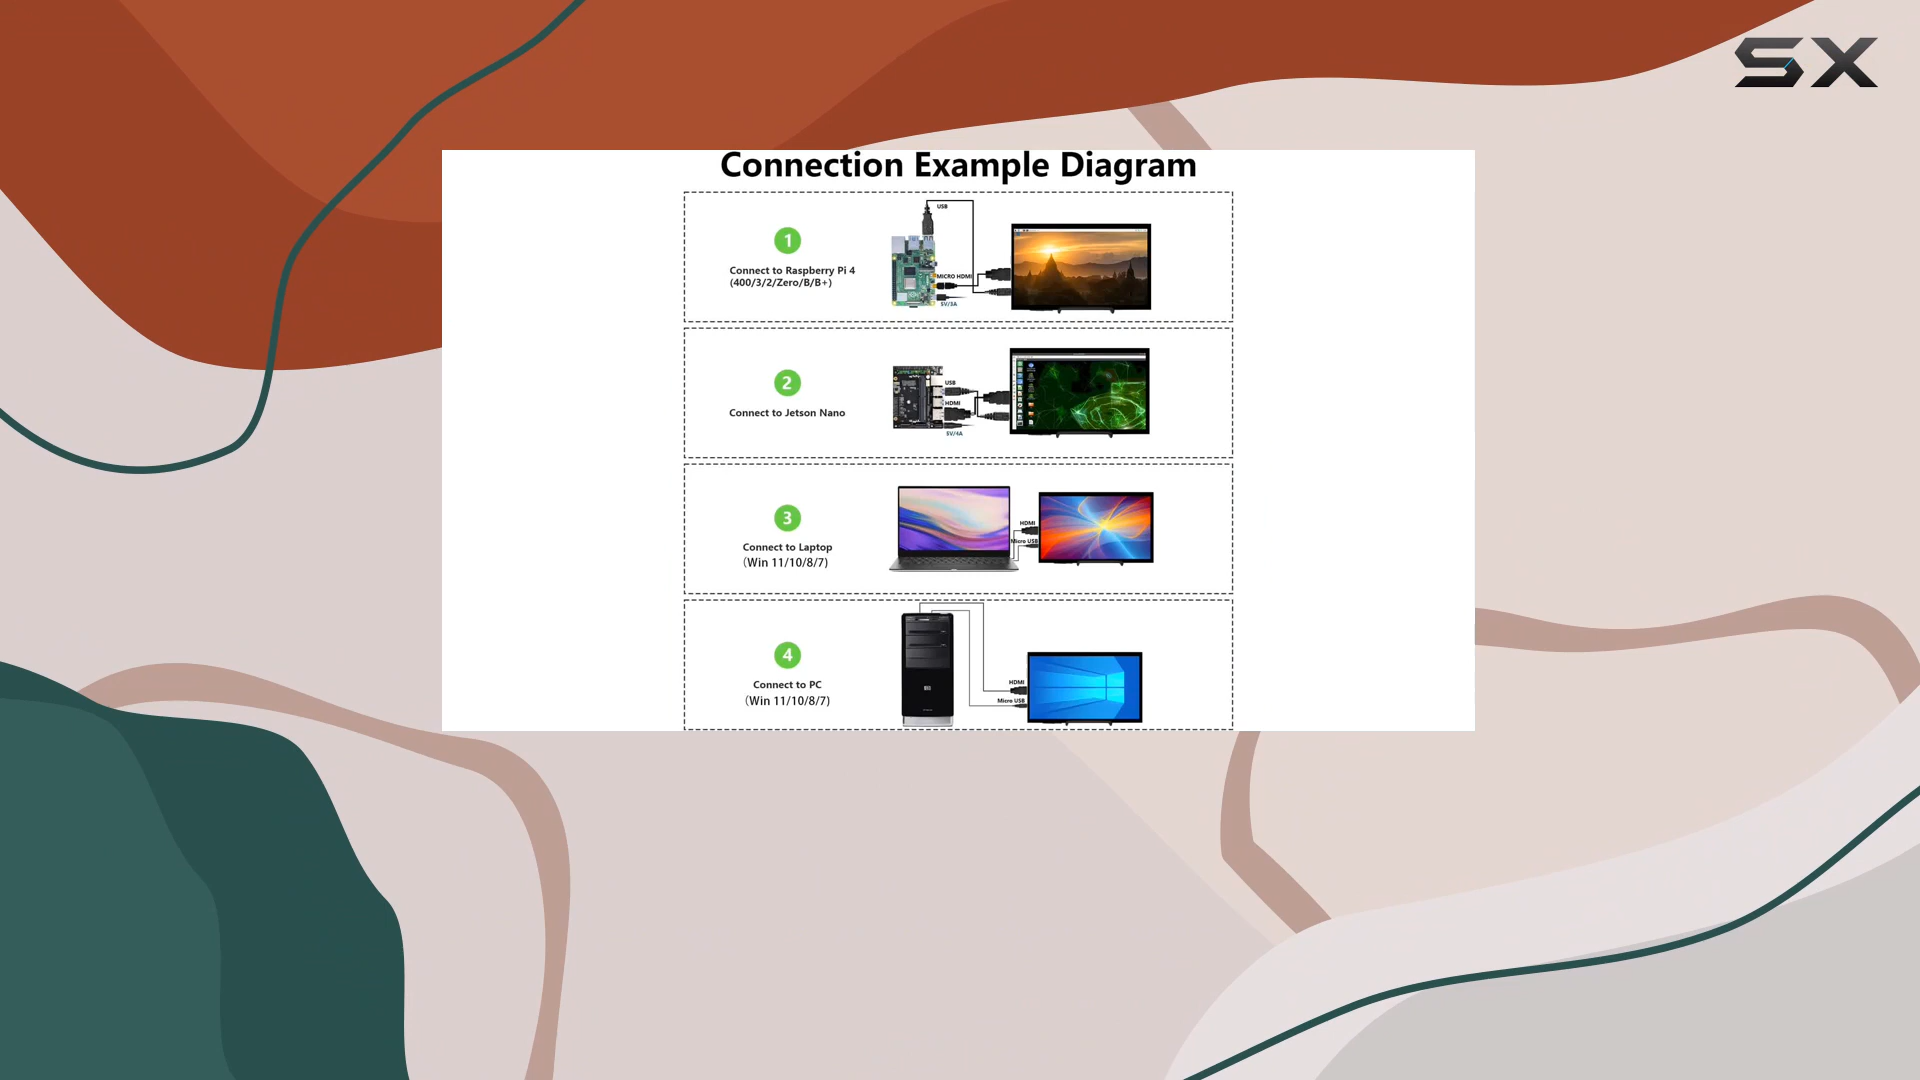 SX
Connection Example Diagram
1
Connect to Raspberry Pi 4
(400/3/2/Zero/B/B+)
USB
MICRO HDMI
5V/3A
2
Connect to Jetson Nano
USB
HDMI
5V/4A
3
Connect to Laptop
(Win 11/10/8/7)
HDMI
Micro USB
4
Connect to PC
(Win 11/10/8/7)
HDMI
Micro USB